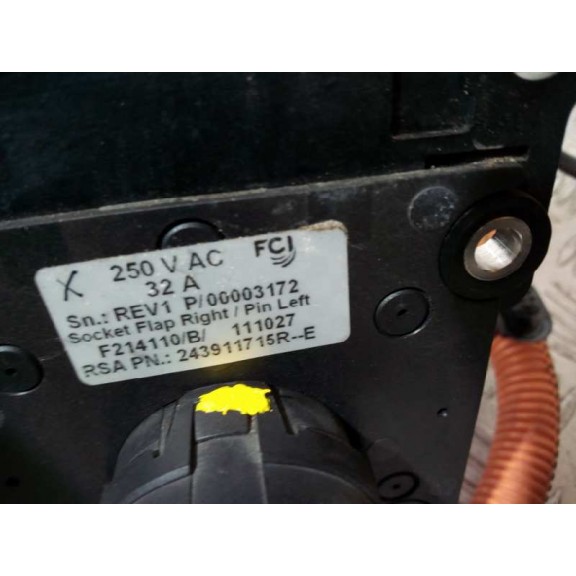 X 250 V AC FCI
32 A
Sn.: REV1 P/00003172
Socket Flap Right / Pin Left
F214110/B/ 111027
RSA PN.: 243911715R--E